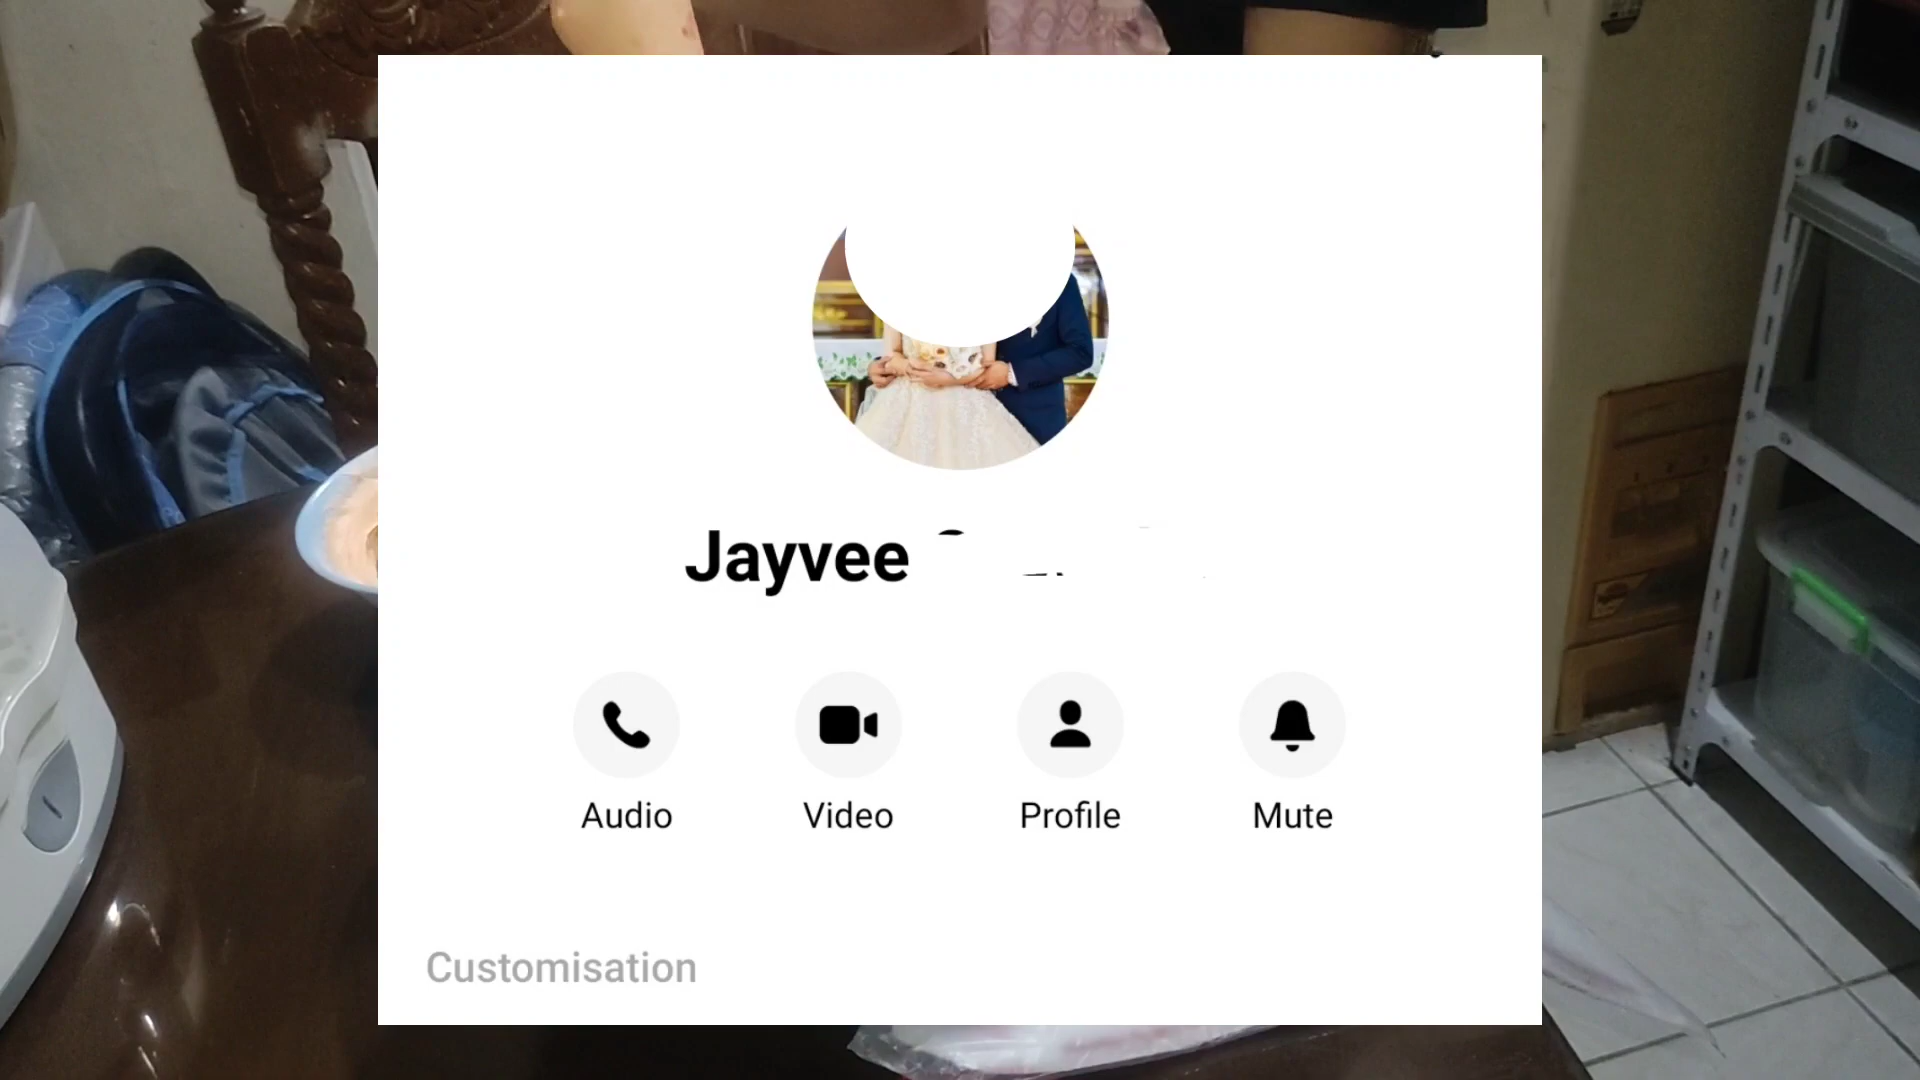 Jayvee
Audio
Video
Profile
Mute
Customisation